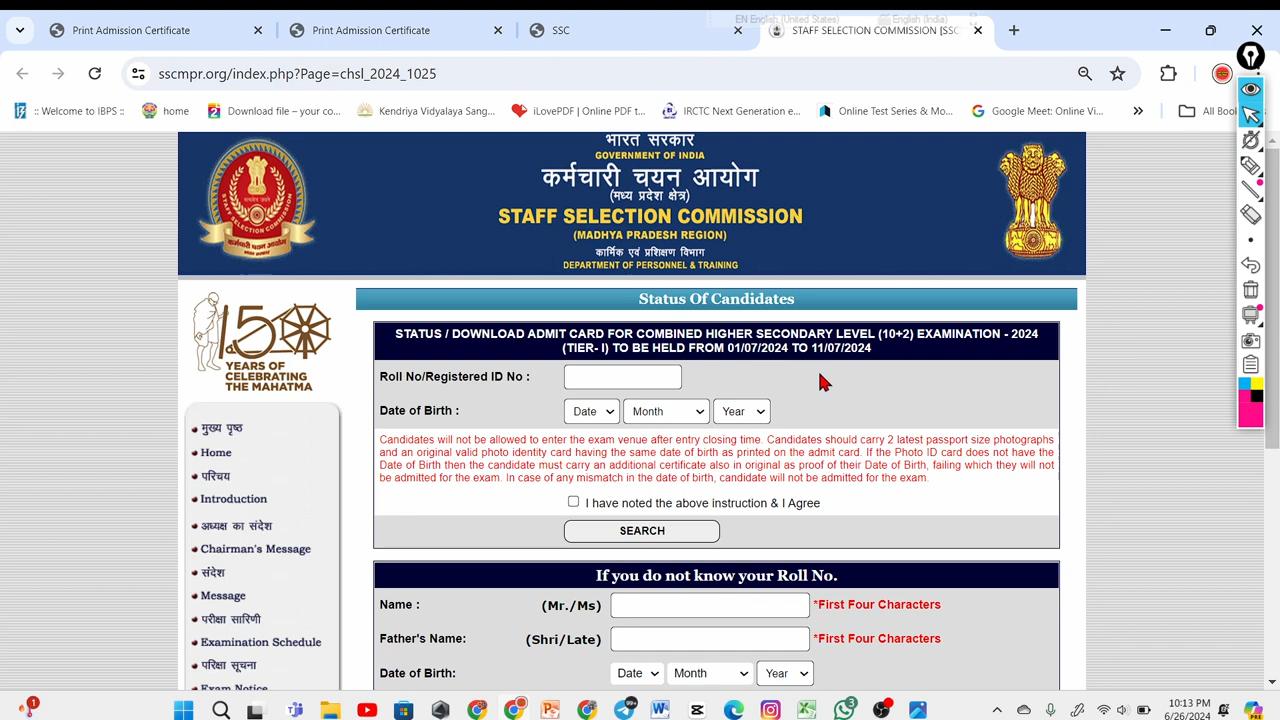 EN English (United States)
English (India)
Print Admission Certificate
Print Admission Certificate
SSC
STAFF SELECTION COMMISSION [SSC
sscmpr.org/index.php?Page=chsl_2024_1025
:: Welcome to IBPS ::
home
Download file – your co...
Kendriya Vidyalaya Sang...
iLovePDF | Online PDF t...
IRCTC Next Generation e...
Online Test Series & Mo...
Google Meet: Online Vi...
All Boo
भारत सरकार
GOVERNMENT OF INDIA
कर्मचारी चयन आयोग
(मध्य प्रदेश क्षेत्र)
STAFF SELECTION COMMISSION
(MADHYA PRADESH REGION)
कार्मिक एवं प्रशिक्षण विभाग
DEPARTMENT OF PERSONNEL & TRAINING
150
YEARS OF
CELEBRATING
THE MAHATMA
मुख्य पृष्ठ
Home
परिचय
Introduction
अध्यक्ष का संदेश
Chairman's Message
संदेश
Message
परीक्षा सारिणी
Examination Schedule
परिक्षा सूचना
Exam Notice
Status Of Candidates
STATUS / DOWNLOAD ADMIT CARD FOR COMBINED HIGHER SECONDARY LEVEL (10+2) EXAMINATION - 2024
(TIER- I) TO BE HELD FROM 01/07/2024 TO 11/07/2024
Roll No/Registered ID No :
Date of Birth :
Date
Month
Year
Candidates will not be allowed to enter the exam venue after entry closing time. Candidates should carry 2 latest passport size photographs
and an original valid photo identity card having the same date of birth as printed on the admit card. If the Photo ID card does not have the
Date of Birth then the candidate must carry an additional certificate also in original as proof of their Date of Birth, failing which they will not
be admitted for the exam. In case of any mismatch in the date of birth, candidate will not be admitted for the exam.
I have noted the above instruction & I Agree
SEARCH
If you do not know your Roll No.
Name :
(Mr./Ms)
*First Four Characters
Father's Name:
(Shri/Late)
*First Four Characters
Date of Birth:
Date
Month
Year
1
99+
3
10:13 PM
6/26/2024